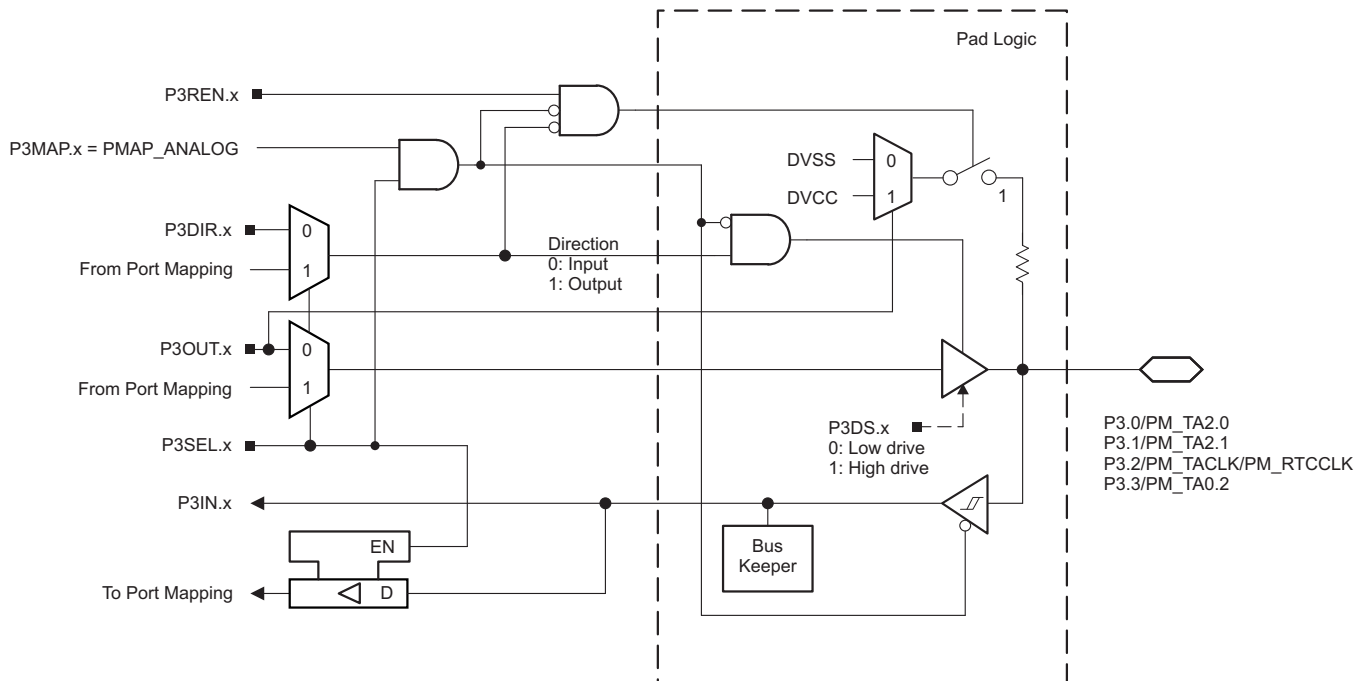 Pad Logic
P3REN.x
P3MAP.x = PMAP_ANALOG
DVSS
0
DVCC
1
1
P3DIR.x
0
From Port Mapping
1
Direction
0: Input
1: Output
P3OUT.x
0
From Port Mapping
1
P3SEL.x
P3DS.x
0: Low drive
1: High drive
P3.0/PM_TA2.0
P3.1/PM_TA2.1
P3.2/PM_TACLK/PM_RTCCLK
P3.3/PM_TA0.2
P3IN.x
EN
Bus
Keeper
To Port Mapping
D